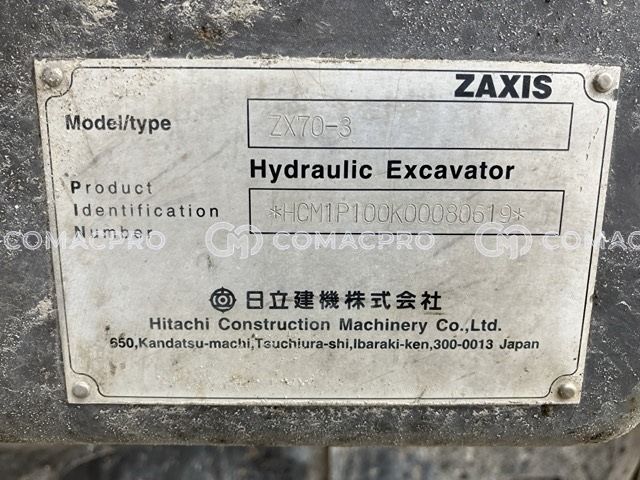 ZAXIS
Model/type ZX70-3
Hydraulic Excavator
Product
Identification *HCM1P100K00080619*
Number
COMACPRO COMACPRO COMACPRO
日立建機株式会社
Hitachi Construction Machinery Co.,Ltd.
650,Kandatsu-machi,Tsuchiura-shi,Ibaraki-ken,300-0013 Japan